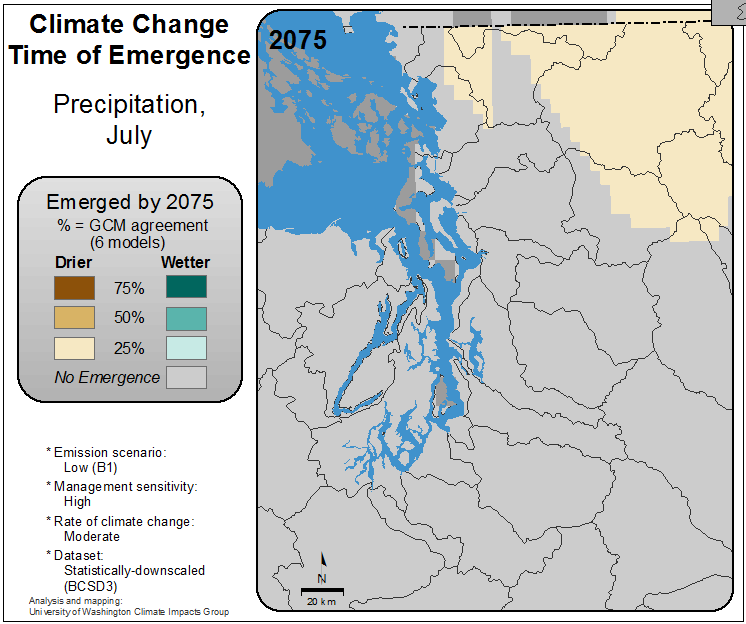 Climate Change
Time of Emergence
Precipitation,
July
Emerged by 2075
% = GCM agreement
(6 models)
Drier Wetter
75%
50%
25%
No Emergence
* Emission scenario:
Low (B1)
* Management sensitivity:
High
* Rate of climate change:
Moderate
* Dataset:
Statistically-downscaled
(BCSD3)
Analysis and mapping:
University of Washington Climate Impacts Group
2075
N
20 km